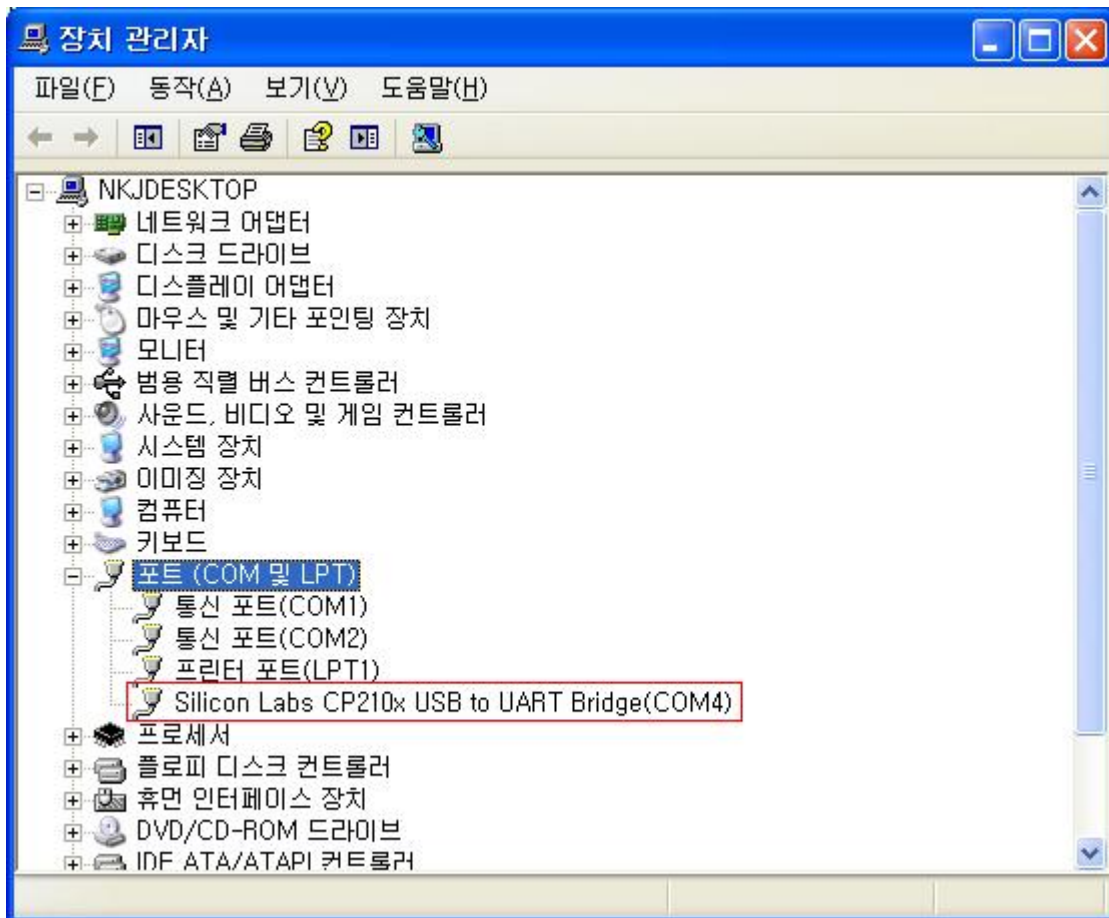 장치 관리자
파일(F) 동작(A) 보기(V) 도움말(H)
NKJDESKTOP
네트워크 어댑터
디스크 드라이브
디스플레이 어댑터
마우스 및 기타 포인팅 장치
모니터
범용 직렬 버스 컨트롤러
사운드, 비디오 및 게임 컨트롤러
시스템 장치
이미징 장치
컴퓨터
키보드
포트 (COM 및 LPT)
통신 포트(COM1)
통신 포트(COM2)
프린터 포트(LPT1)
Silicon Labs CP210x USB to UART Bridge(COM4)
프로세서
플로피 디스크 컨트롤러
휴먼 인터페이스 장치
DVD/CD-ROM 드라이브
IDE ATA/ATAPI 컨트롤러